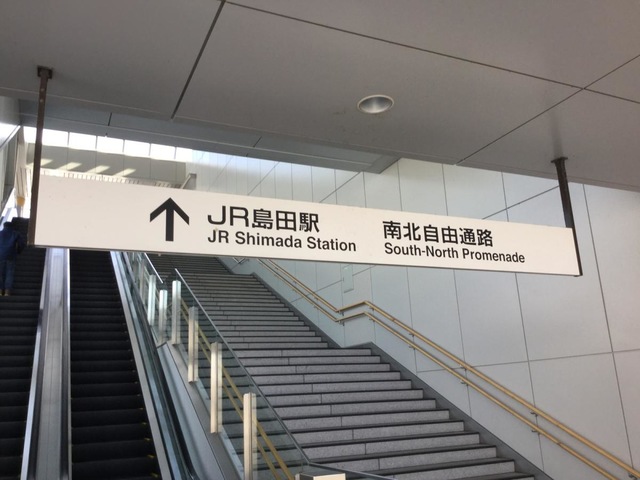 ↑ JR島田駅 南北自由通路
JR Shimada Station South-North Promenade